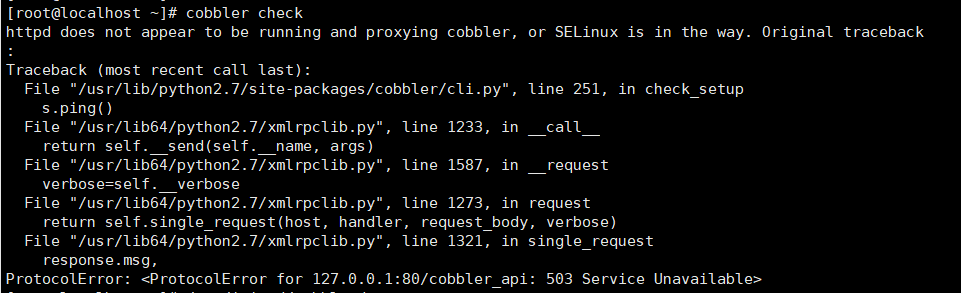 [root@localhost ~]# cobbler check
httpd does not appear to be running and proxying cobbler, or SELinux is in the way. Original traceback
:
Traceback (most recent call last):
  File "/usr/lib/python2.7/site-packages/cobbler/cli.py", line 251, in check_setup
    s.ping()
  File "/usr/lib64/python2.7/xmlrpclib.py", line 1233, in __call__
    return self.__send(self.__name, args)
  File "/usr/lib64/python2.7/xmlrpclib.py", line 1587, in __request
    verbose=self.__verbose
  File "/usr/lib64/python2.7/xmlrpclib.py", line 1273, in request
    return self.single_request(host, handler, request_body, verbose)
  File "/usr/lib64/python2.7/xmlrpclib.py", line 1321, in single_request
    response.msg,
ProtocolError: <ProtocolError for 127.0.0.1:80/cobbler_api: 503 Service Unavailable>